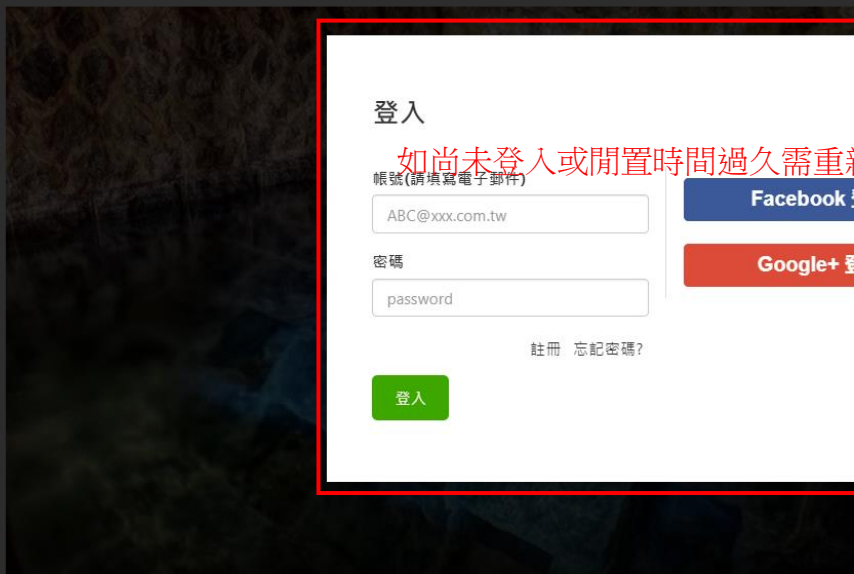 登入
如尚未登入或閒置時間過久需重
帳號(請填寫電子郵件)
ABC@xxx.com.tw
密碼
password
註冊 忘記密碼?
登入
Facebook
Google+